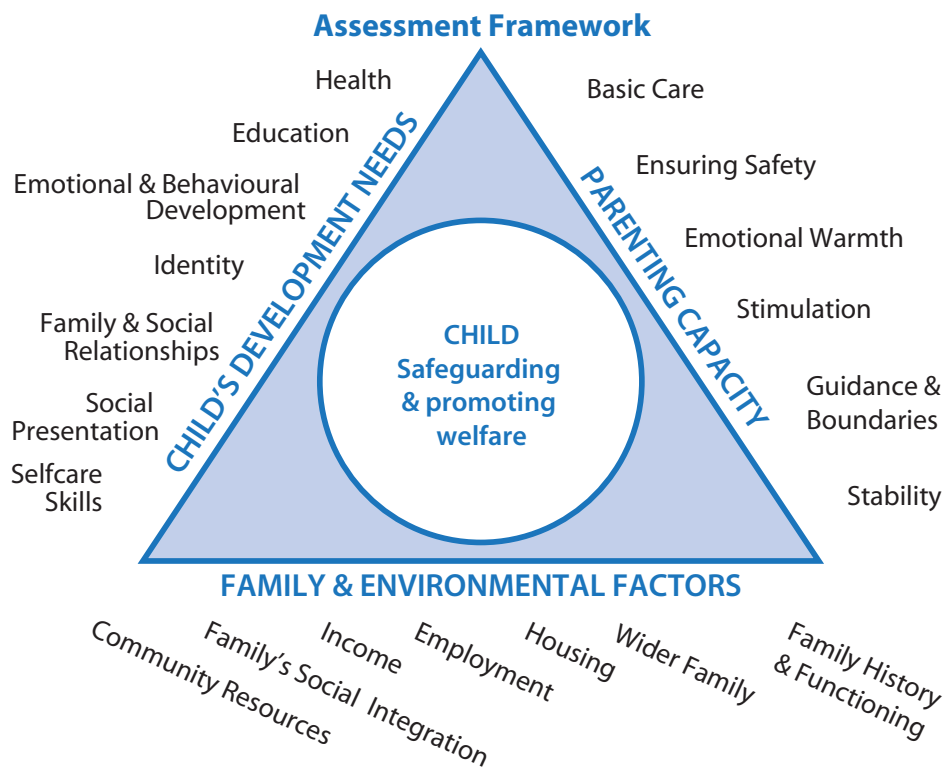 Assessment Framework
Health
Education
Emotional & Behavioural
Development
Identity
Family & Social
Relationships
Social
Presentation
Selfcare
Skills
CHILD'S DEVELOPMENT NEEDS
CHILD
Safeguarding
& promoting
welfare
PARENTING CAPACITY
Basic Care
Ensuring Safety
Emotional Warmth
Stimulation
Guidance &
Boundaries
Stability
FAMILY & ENVIRONMENTAL FACTORS
Community Resources
Family's Social Integration
Income
Employment
Housing
Wider Family
Family History
& Functioning